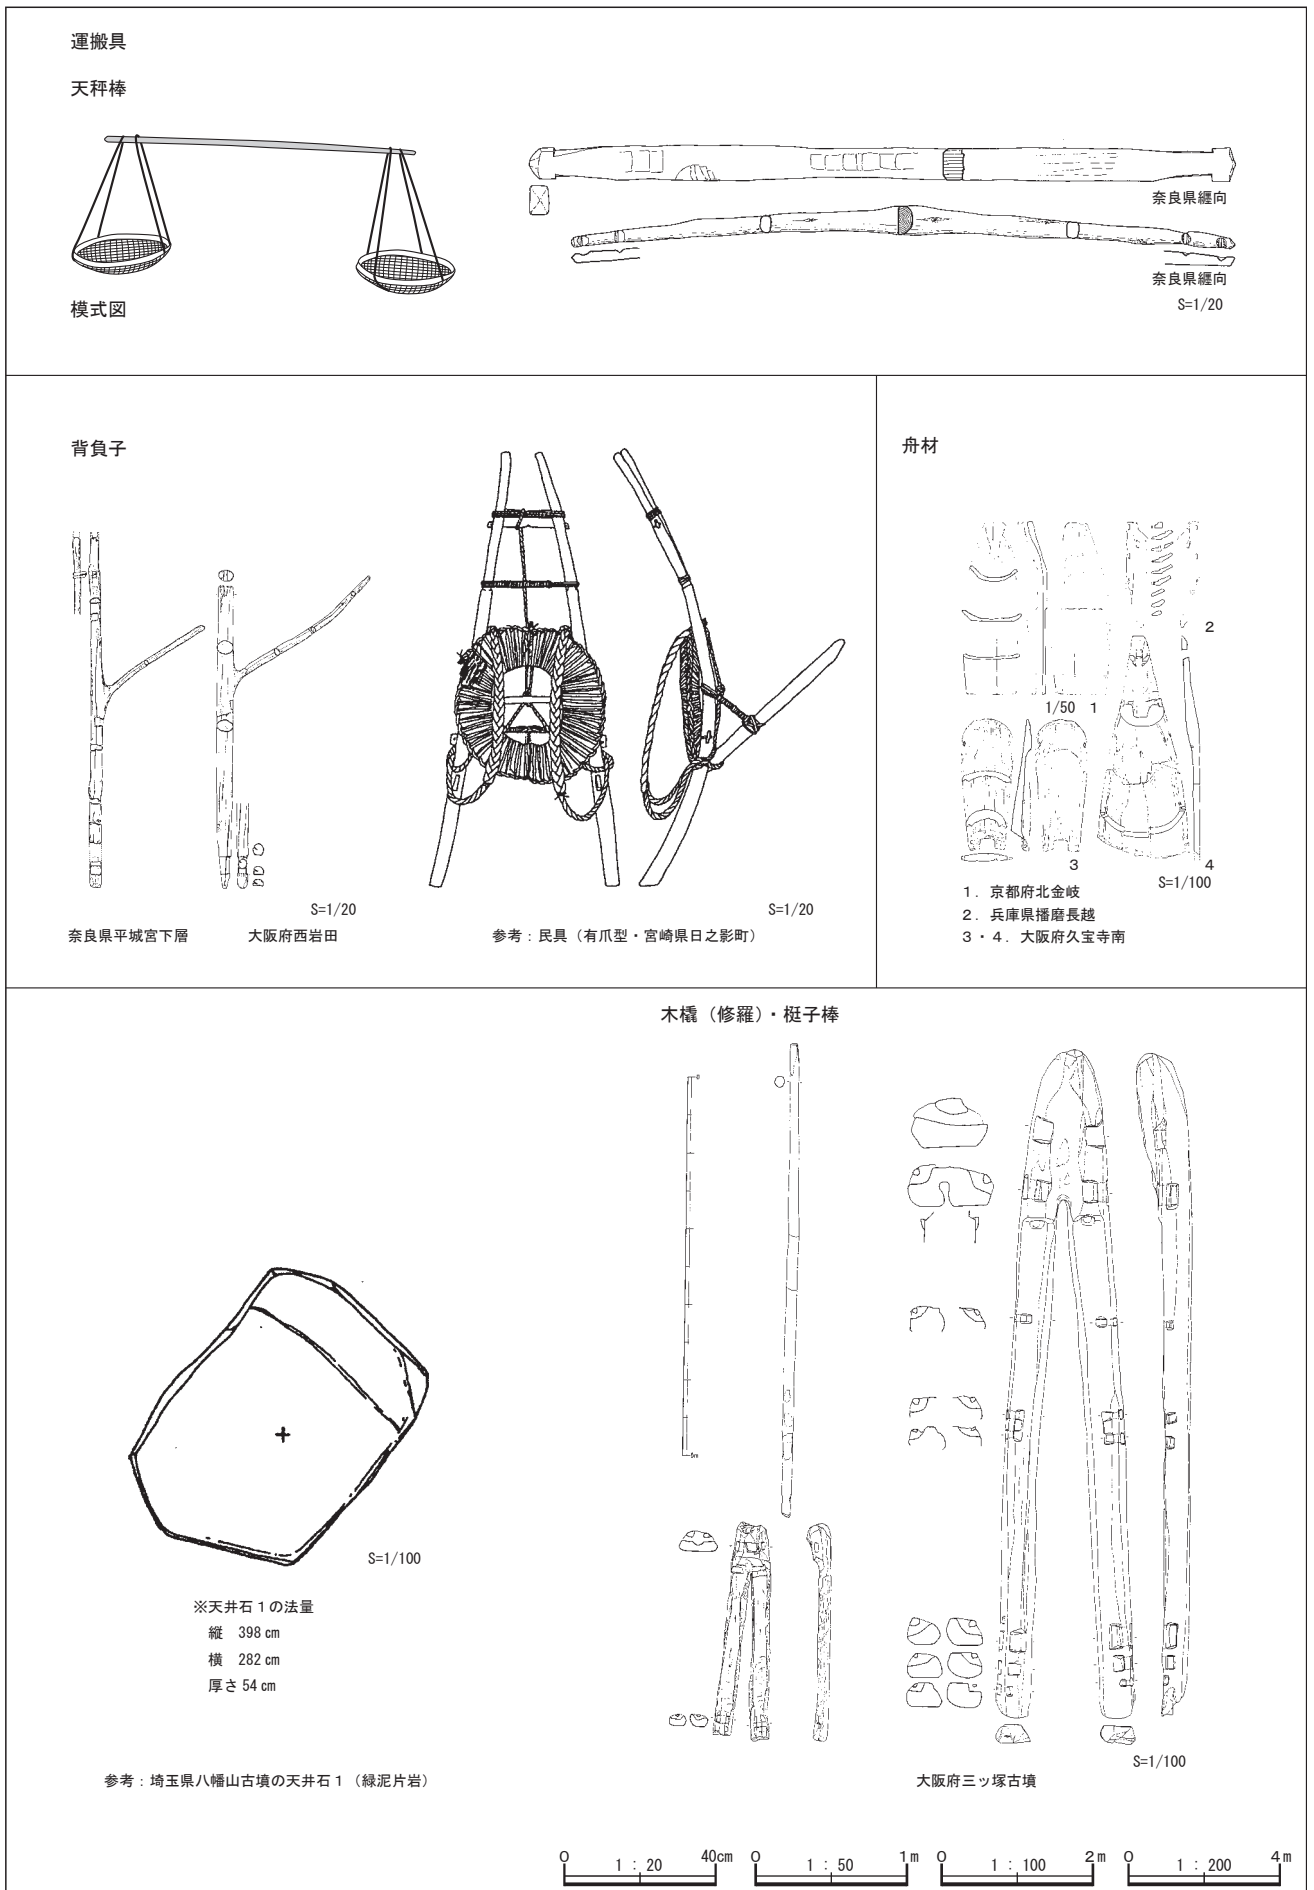 運搬具
天秤棒
模式図
奈良県纒向
奈良県纒向
S=1/20
背負子
S=1/20
奈良県平城宮下層
大阪府西岩田
S=1/20
参考：民具（有爪型・宮崎県日之影町）
舟材
2
1/50 1
3
4
S=1/100
1．京都府北金岐
2．兵庫県播磨長越
3・4．大阪府久宝寺南
木橇（修羅）・梃子棒
0
5m
S=1/100
※天井石１の法量
縦 398 cm
横 282 cm
厚さ 54 cm
参考：埼玉県八幡山古墳の天井石１（緑泥片岩）
S=1/100
大阪府三ッ塚古墳
0 1：20 40cm
0 1：50 1m
0 1：100 2m
0 1：200 4m